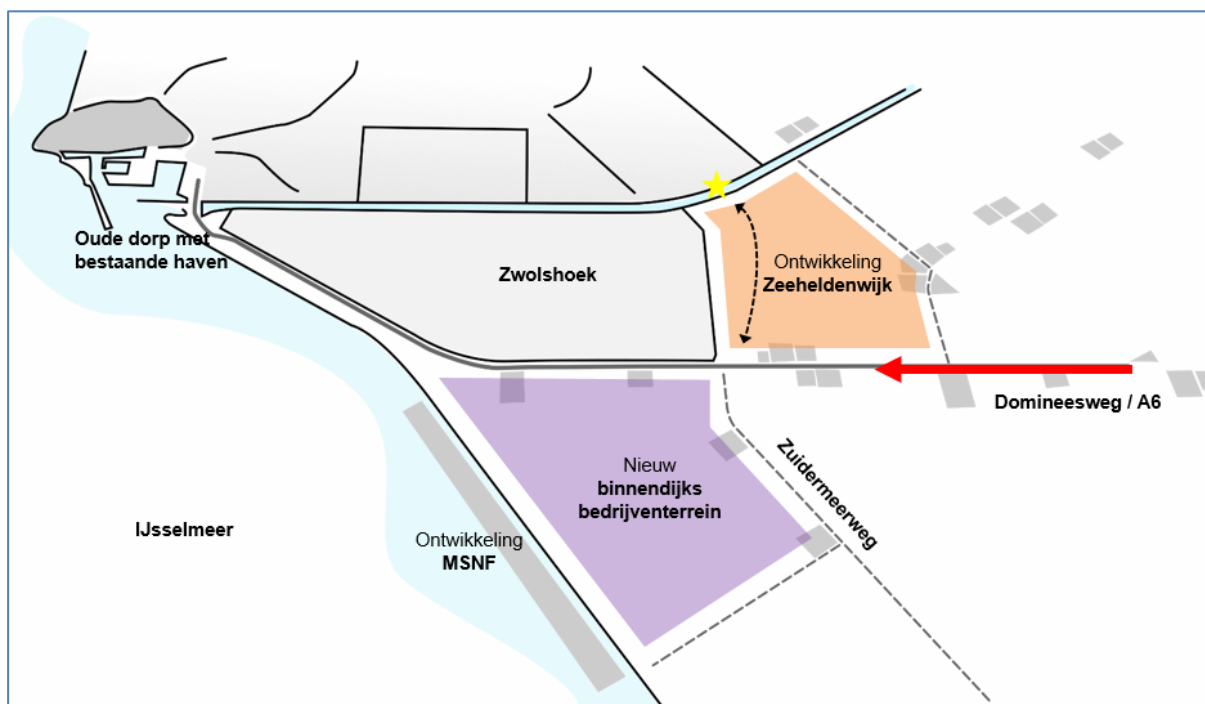 Oude dorp met
bestaande haven
Zwolshoek
Ontwikkeling
Zeeheldenwijk
Domineesweg / A6
Nieuw
binnendijks
bedrijventerrein
Zuidermeerweg
IJsselmeer
Ontwikkeling
MSNF